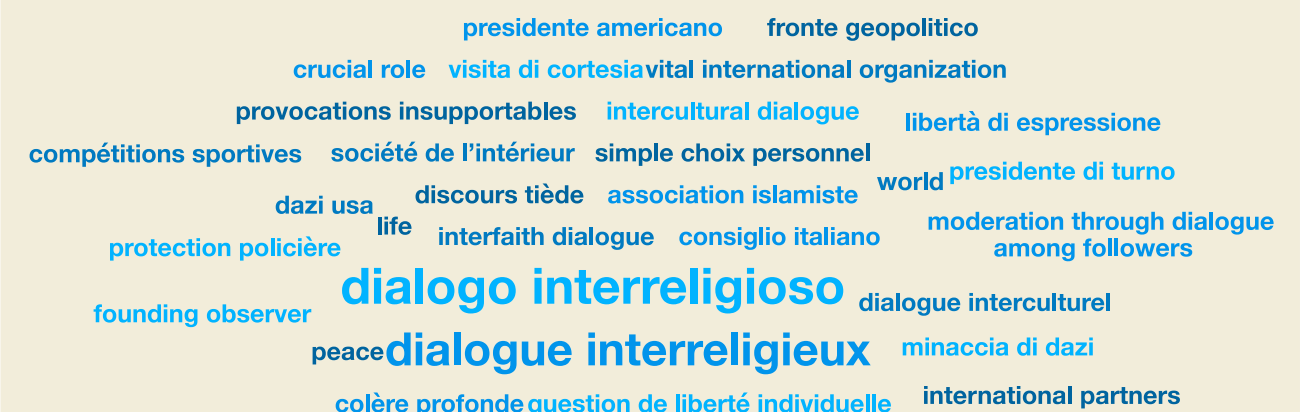 presidente americano fronte geopolitico
crucial role visita di cortesia vital international organization
provocations insupportables intercultural dialogue libertà di espressione
compétitions sportives société de l'intérieur simple choix personnel
world presidente di turno
dazi usa discours tiède association islamiste
life interfaith dialogue consiglio italiano moderation through dialogue
protection policière among followers
dialogo interreligioso
founding observer dialogue interculturel
peace dialogue interreligieux minaccia di dazi
colère profonde question de liberté individuelle international partners